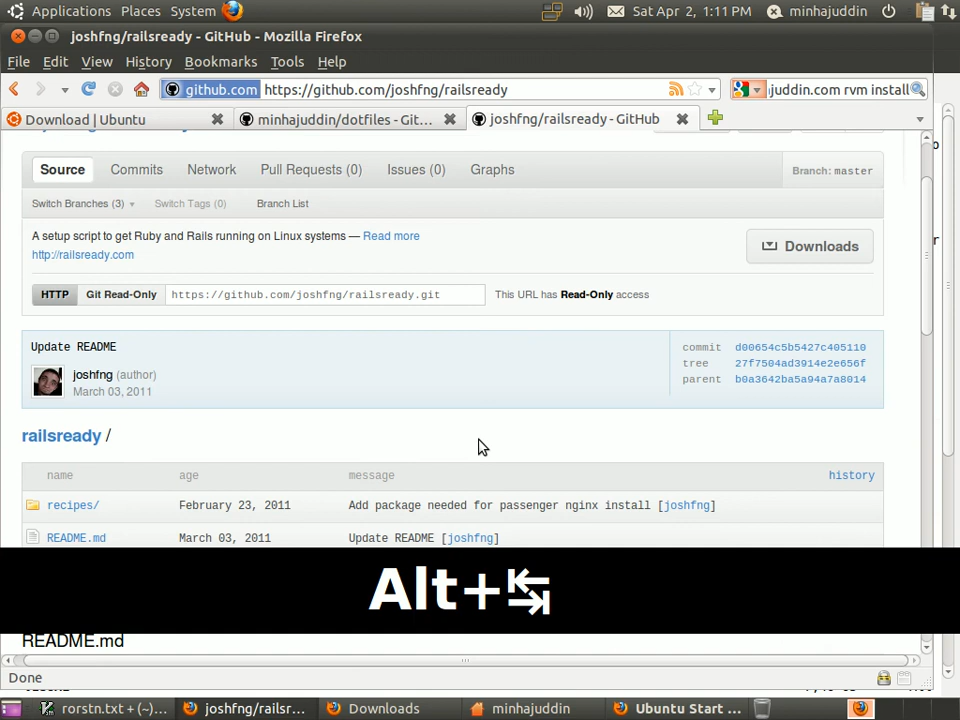 Applications Places System Sat Apr 2, 1:11 PM minhajuddin
joshfng/railsready - GitHub - Mozilla Firefox
File Edit View History Bookmarks Tools Help
github.com https://github.com/joshfng/railsready juddin.com rvm install
Download | Ubuntu minhajuddin/dotfiles - Git... joshfng/railsready - GitHub
Source Commits Network Pull Requests (0) Issues (0) Graphs Branch: master
Switch Branches (3) Switch Tags (0) Branch List
A setup script to get Ruby and Rails running on Linux systems — Read more
http://railsready.com
Downloads
HTTP Git Read-Only https://github.com/joshfng/railsready.git This URL has Read-Only access
Update README
commit d00654c5b5427c405110
joshfng (author)
tree 27f7504ad3914e2e656f
March 03, 2011
parent b0a3642ba5a94a7a8014
railsready /
name age message history
recipes/ February 23, 2011 Add package needed for passenger nginx install [joshfng]
README.md March 03, 2011 Update README [joshfng]
Alt+↹
README.md
Done
rorstn.txt + (~)... joshfng/railsr... Downloads minhajuddin Ubuntu Start ...